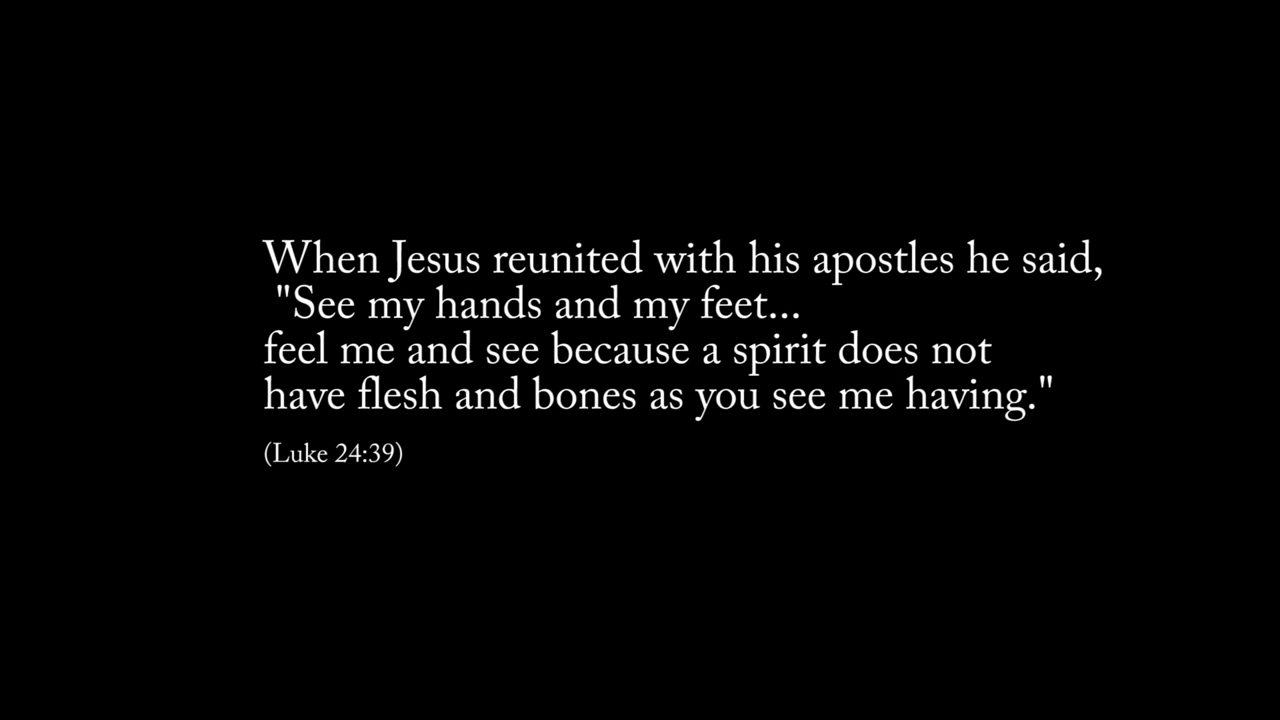 When Jesus reunited with his apostles he said,
"See my hands and my feet...
feel me and see because a spirit does not
have flesh and bones as you see me having."
(Luke 24:39)